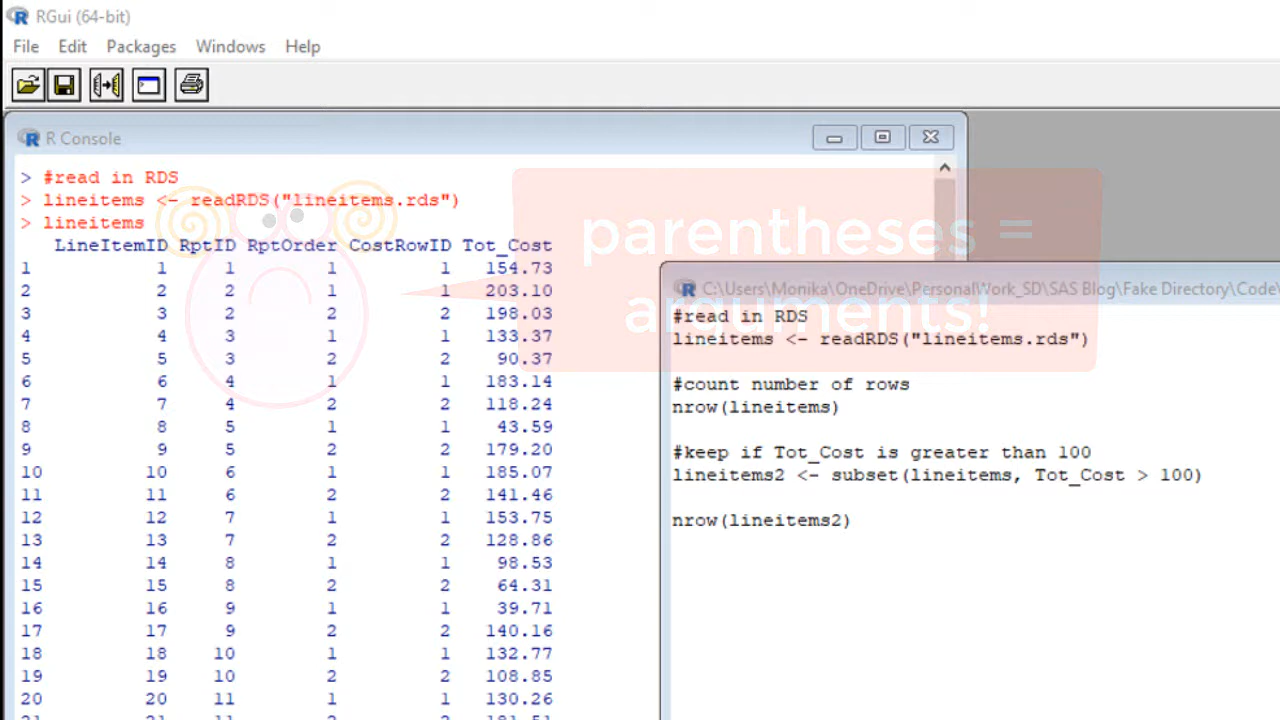 RGui (64-bit)
File Edit Packages Windows Help
R Console
> #read in RDS
> lineitems <- readRDS("lineitems.rds")
> lineitems
LineItemID RptID RptOrder CostRowID Tot_Cost
1 1 1 1 1 154.73
2 2 2 1 1 203.10
3 3 2 2 2 198.03
4 4 3 1 1 133.37
5 5 3 2 2 90.37
6 6 4 1 1 183.14
7 7 4 2 2 118.24
8 8 5 1 1 43.59
9 9 5 2 2 179.20
10 10 6 1 1 185.07
11 11 6 2 2 141.46
12 12 7 1 1 153.75
13 13 7 2 2 128.86
14 14 8 1 1 98.53
15 15 8 2 2 64.31
16 16 9 1 1 39.71
17 17 9 2 2 140.16
18 18 10 1 1 132.77
19 19 10 2 2 108.85
20 20 11 1 1 130.26
parentheses =
arguments!
C:\Users\Monika\OneDrive\PersonalWork_SD\SAS Blog\Fake Directory\Code\
#read in RDS
lineitems <- readRDS("lineitems.rds")
#count number of rows
nrow(lineitems)
#keep if Tot_Cost is greater than 100
lineitems2 <- subset(lineitems, Tot_Cost > 100)
nrow(lineitems2)